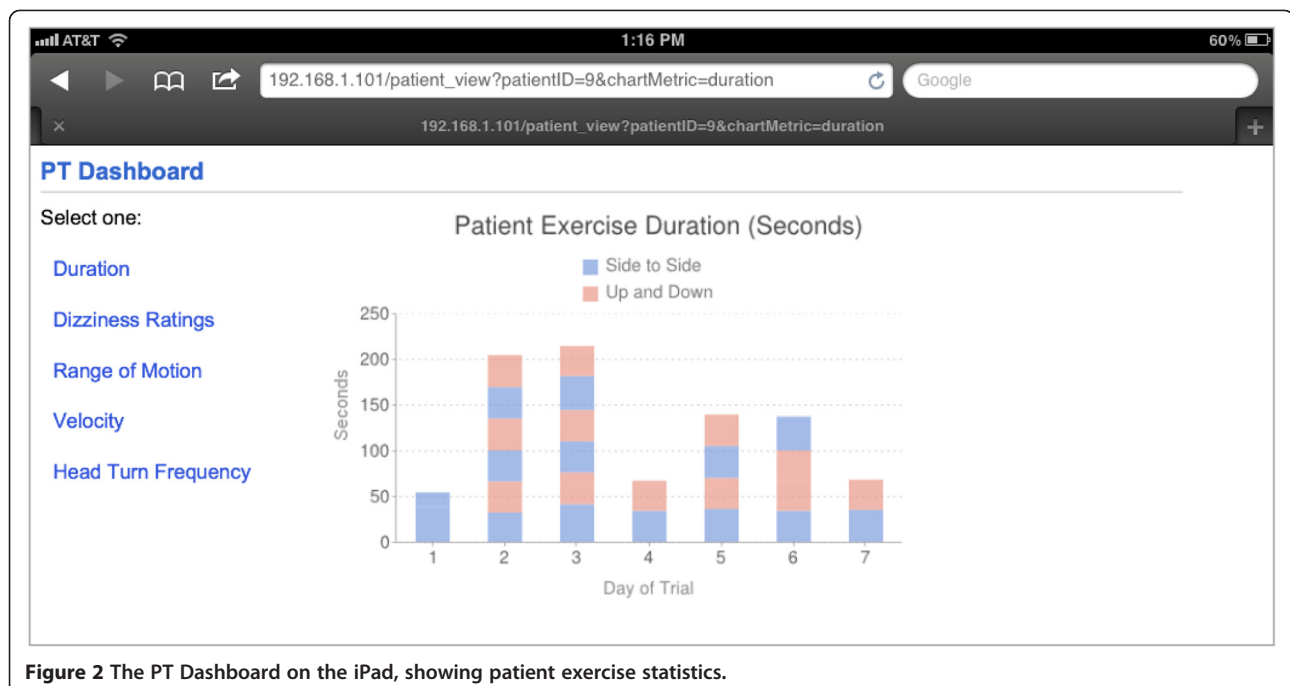 AT&T 1:16 PM 60%
192.168.1.101/patient_view?patientID=9&chartMetric=duration Google
192.168.1.101/patient_view?patientID=9&chartMetric=duration
PT Dashboard
Select one:
Duration
Dizziness Ratings
Range of Motion
Velocity
Head Turn Frequency
Patient Exercise Duration (Seconds)
Side to Side
Up and Down
250
200
150
100
50
0
Seconds
1 2 3 4 5 6 7
Day of Trial
Figure 2 The PT Dashboard on the iPad, showing patient exercise statistics.